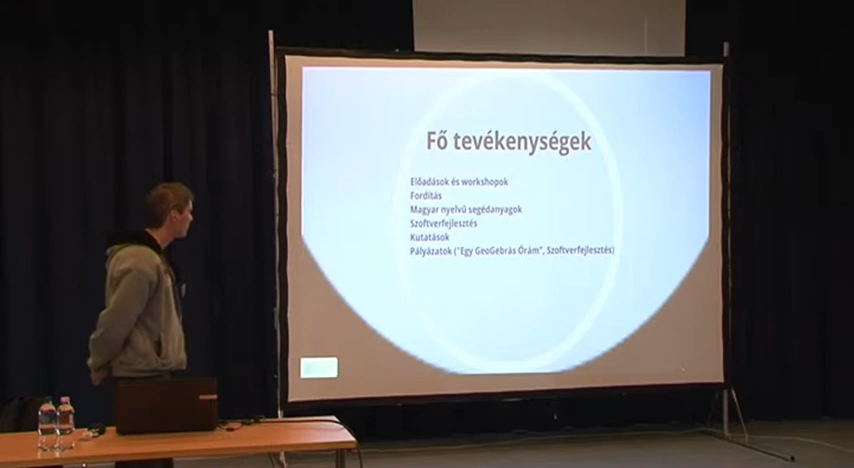 Fő tevékenységek
Előadások és workshopok
Fordítás
Magyar nyelvű segédanyagok
Szoftverfejlesztés
Kutatások
Pályázatok ("Egy GeoGebrás Órám", Szoftverfejlesztés)